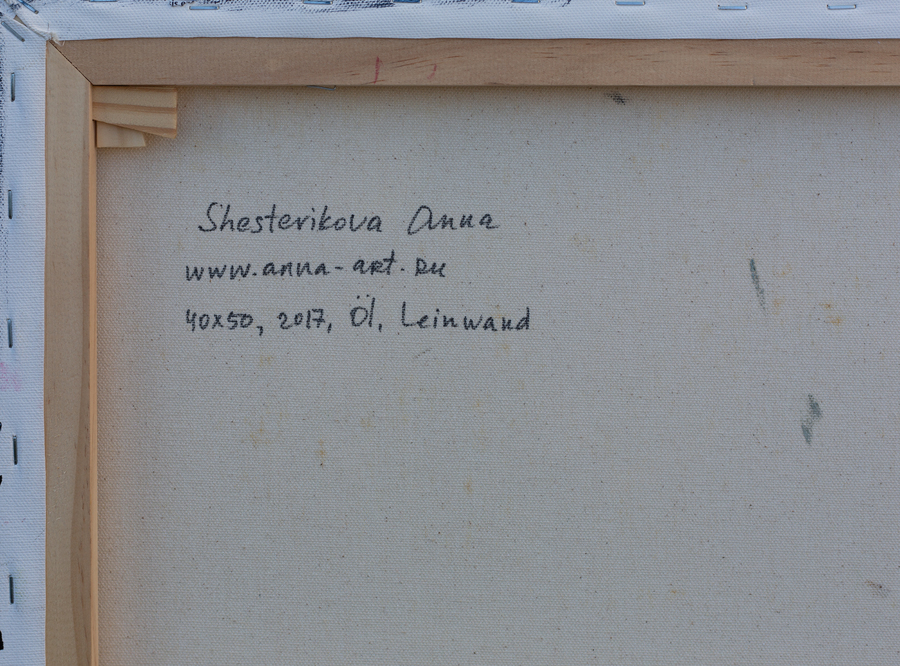 Shesterikova Anna
www.anna-art.ru
40x50, 2017, Öl, Leinwand